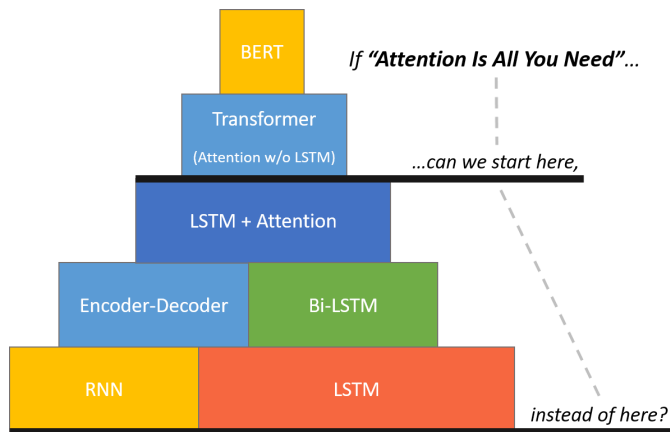 BERT
If “Attention Is All You Need”…
Transformer
(Attention w/o LSTM)
…can we start here,
LSTM + Attention
Encoder-Decoder
Bi-LSTM
RNN
LSTM
instead of here?